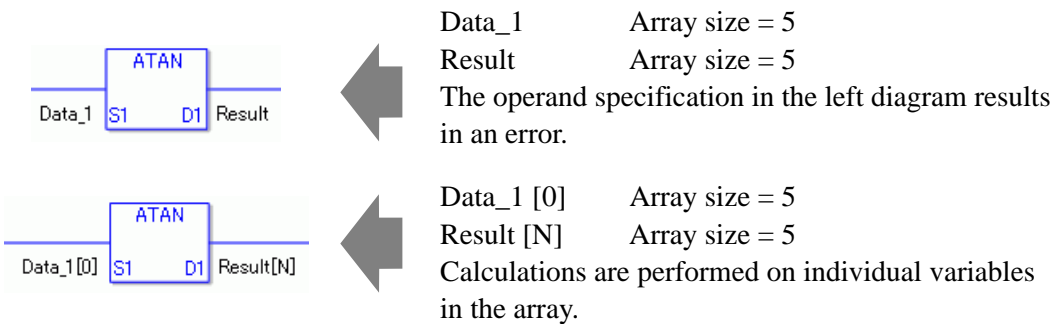 Data_1 Array size = 5
ATAN
Result Array size = 5
Data_1 S1 D1 Result
The operand specification in the left diagram results
in an error.
Data_1 [0] Array size = 5
ATAN
Result [N] Array size = 5
Data_1[0] S1 D1 Result[N]
Calculations are performed on individual variables
in the array.